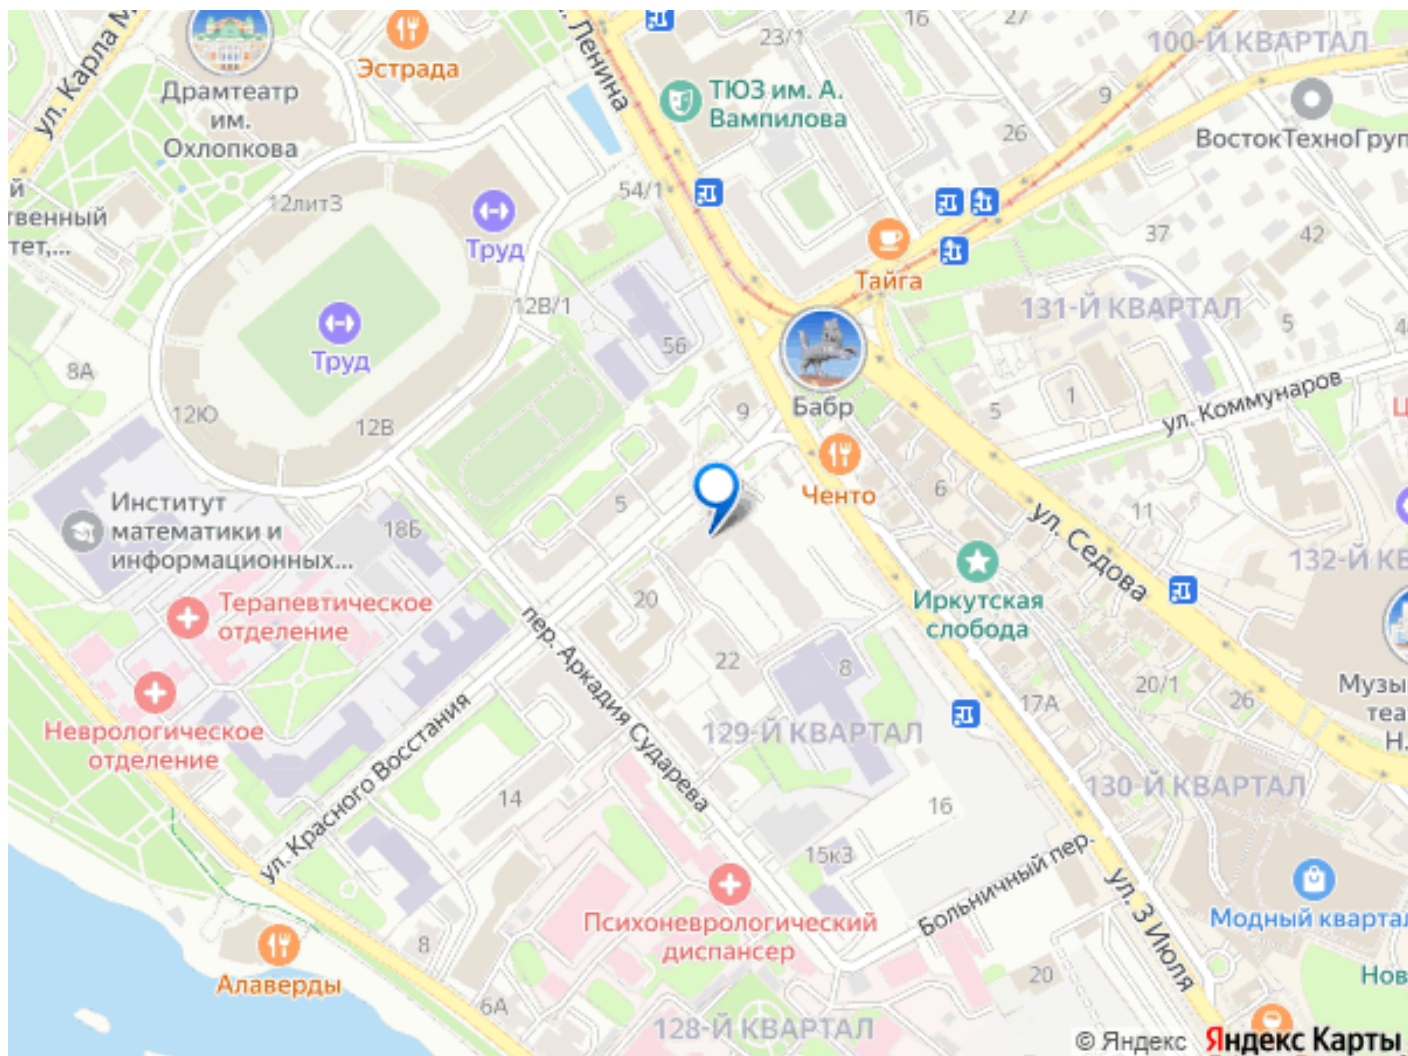 ул. Карла М
Эстрада
ул. Ленина
23/1
16
27
100-Й КВАРТАЛ
Драмтеатр
им.
Охлопкова
ТЮЗ им. А.
Вампилова
9
26
ВостокТехноГруп
й
твенный
тет,...
12литЗ
54/1
Труд
37
42
Тайга
12В/1
131-Й КВАРТАЛ
5
Труд
56
8А
Бабр
9
5
1
ул. Коммунаров
12Ю
12В
Ченто
6
Институт
математики и
информационных...
18Б
5
11
ул. Седова
132-Й КВ
Терапевтическое
отделение
20
Иркутская
слобода
пер. Аркадия Сударева
22
8
17А
20/1
26
Музы
теа
Н.
Неврологическое
отделение
ул. Красного Восстания
129-Й КВАРТАЛ
130-Й КВАРТАЛ
14
16
15к3
Больничный пер.
ул. 3 Июля
Модный квартал
Психоневрологический
диспансер
8
Алаверды
6А
20
Нов
128-Й КВАРТАЛ
© Яндекс Яндекс Карты